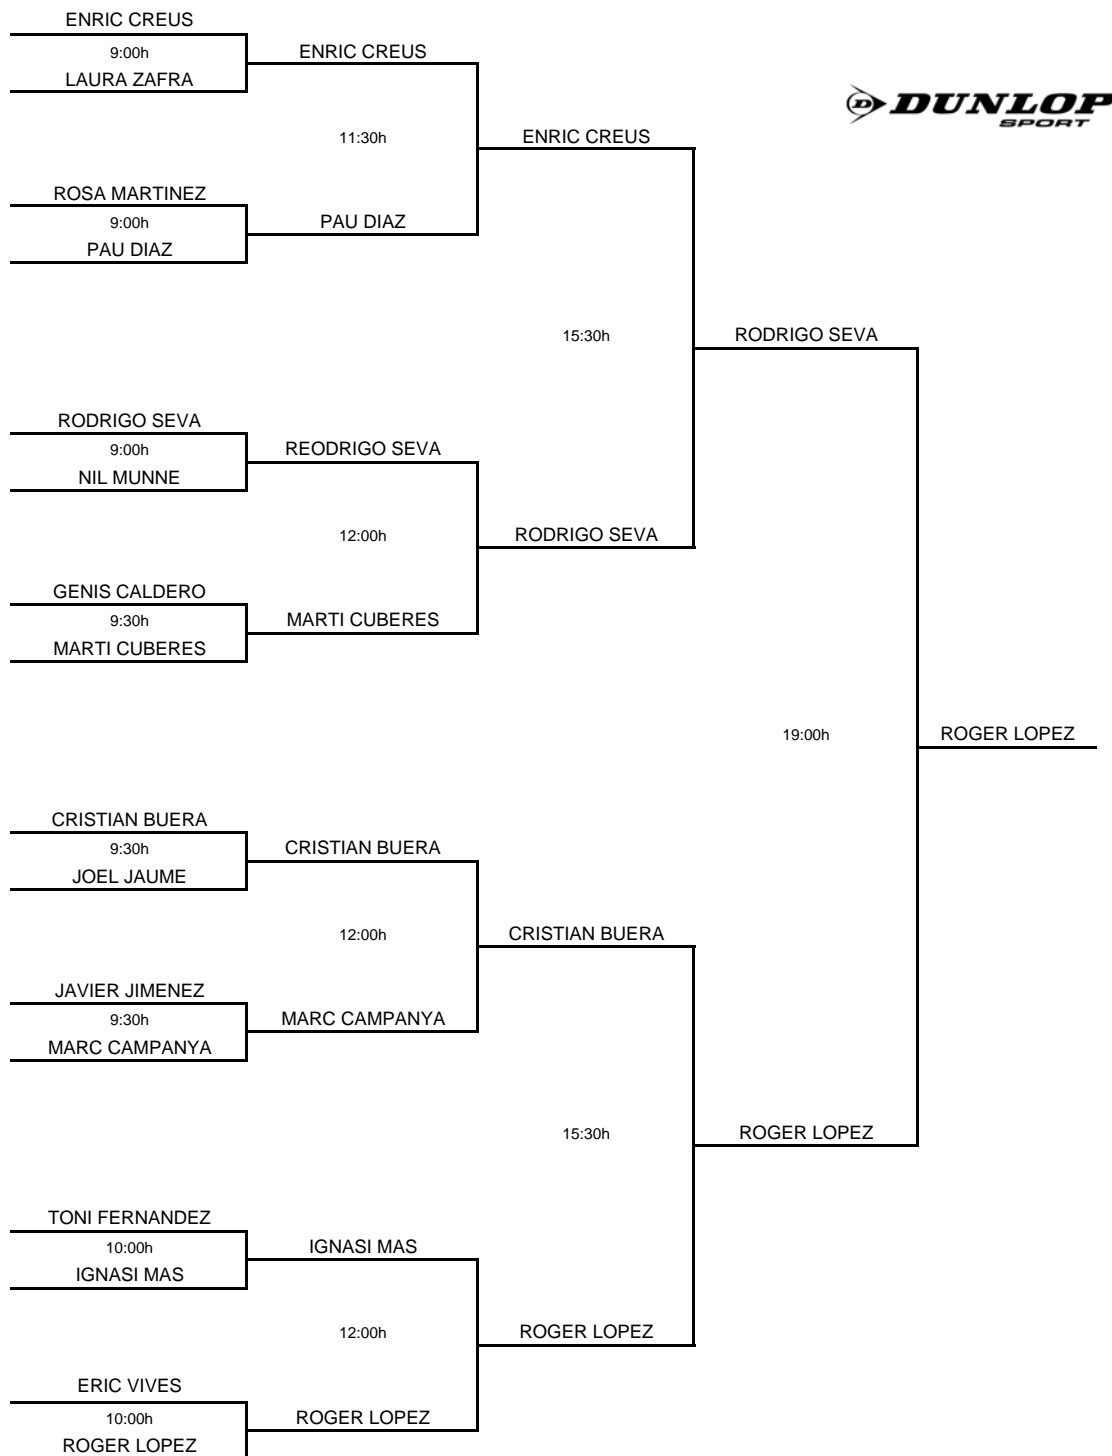 ENRIC CREUS
9:00h
ENRIC CREUS
LAURA ZAFRA
DUNLOP
SPORT
11:30h
ENRIC CREUS
ROSA MARTINEZ
9:00h
PAU DIAZ
PAU DIAZ
15:30h
RODRIGO SEVA
RODRIGO SEVA
9:00h
REODRIGO SEVA
NIL MUNNE
12:00h
RODRIGO SEVA
GENIS CALDERO
9:30h
MARTI CUBERES
MARTI CUBERES
19:00h
ROGER LOPEZ
CRISTIAN BUERA
9:30h
CRISTIAN BUERA
JOEL JAUME
12:00h
CRISTIAN BUERA
JAVIER JIMENEZ
9:30h
MARC CAMPANYA
MARC CAMPANYA
15:30h
ROGER LOPEZ
TONI FERNANDEZ
10:00h
IGNASI MAS
IGNASI MAS
12:00h
ROGER LOPEZ
ERIC VIVES
10:00h
ROGER LOPEZ
ROGER LOPEZ